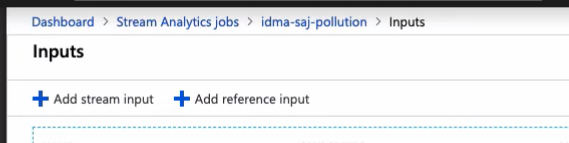 Dashboard > Stream Analytics jobs > idma-saj-pollution > Inputs
Inputs
+ Add stream input + Add reference input